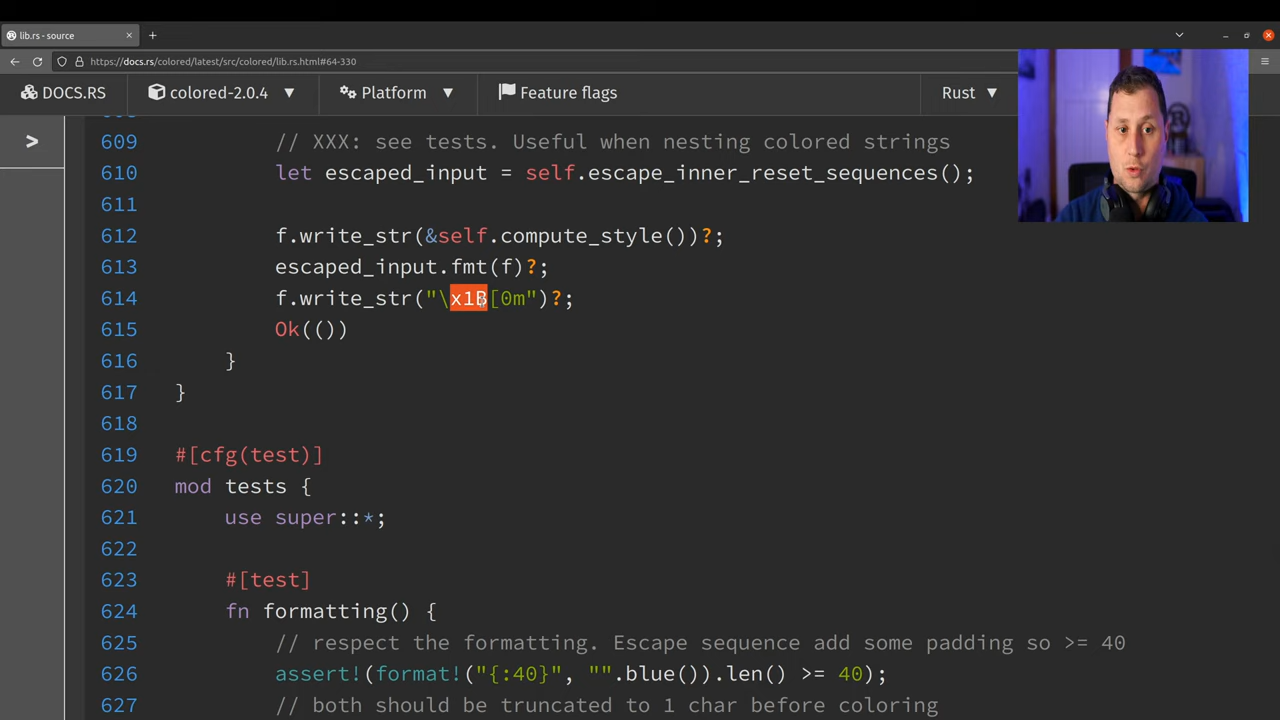 lib.rs - source
https://docs.rs/colored/latest/src/colored/lib.rs.html#64-330
DOCS.RS colored-2.0.4 Platform Feature flags Rust
609 // XXX: see tests. Useful when nesting colored strings
610 let escaped_input = self.escape_inner_reset_sequences();
611
612 f.write_str(&self.compute_style())?;
613 escaped_input.fmt(f)?;
614 f.write_str("\x1B[0m")?;
615 Ok(())
616 }
617 }
618
619 #[cfg(test)]
620 mod tests {
621 use super::*;
622
623 #[test]
624 fn formatting() {
625 // respect the formatting. Escape sequence add some padding so >= 40
626 assert!(format!("{:40}", "".blue()).len() >= 40);
627 // both should be truncated to 1 char before coloring